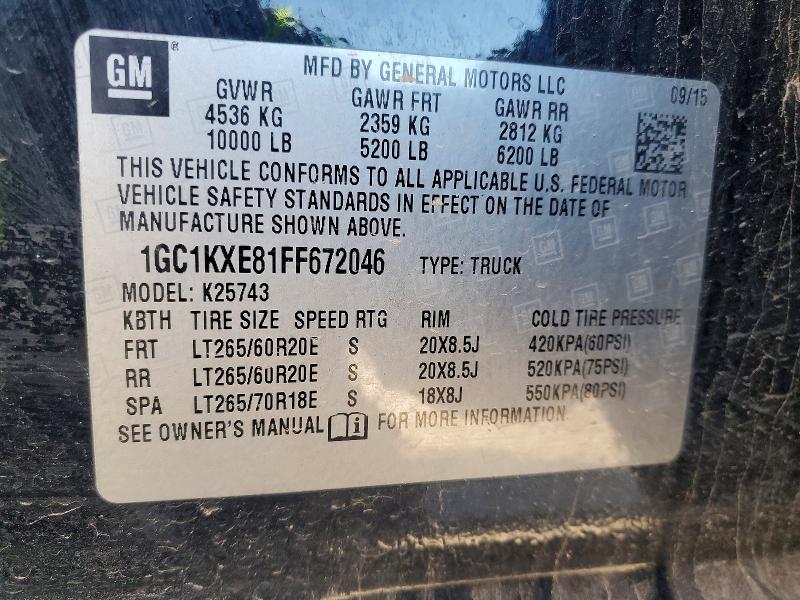 GM ®
MFD BY GENERAL MOTORS LLC
09/15
GVWR GAWR FRT GAWR RR
4536 KG 2359 KG 2812 KG
10000 LB 5200 LB 6200 LB
THIS VEHICLE CONFORMS TO ALL APPLICABLE U.S. FEDERAL MOTOR
VEHICLE SAFETY STANDARDS IN EFFECT ON THE DATE OF
MANUFACTURE SHOWN ABOVE.
1GC1KXE81FF672046 TYPE: TRUCK
MODEL: K25743
KBTH TIRE SIZE SPEED RTG RIM COLD TIRE PRESSURE
FRT LT265/60R20E S 20X8.5J 420KPA(60PSI)
RR LT265/60R20E S 20X8.5J 520KPA(75PSI)
SPA LT265/70R18E S 18X8J 550KPA(80PSI)
SEE OWNER'S MANUAL i FOR MORE INFORMATION